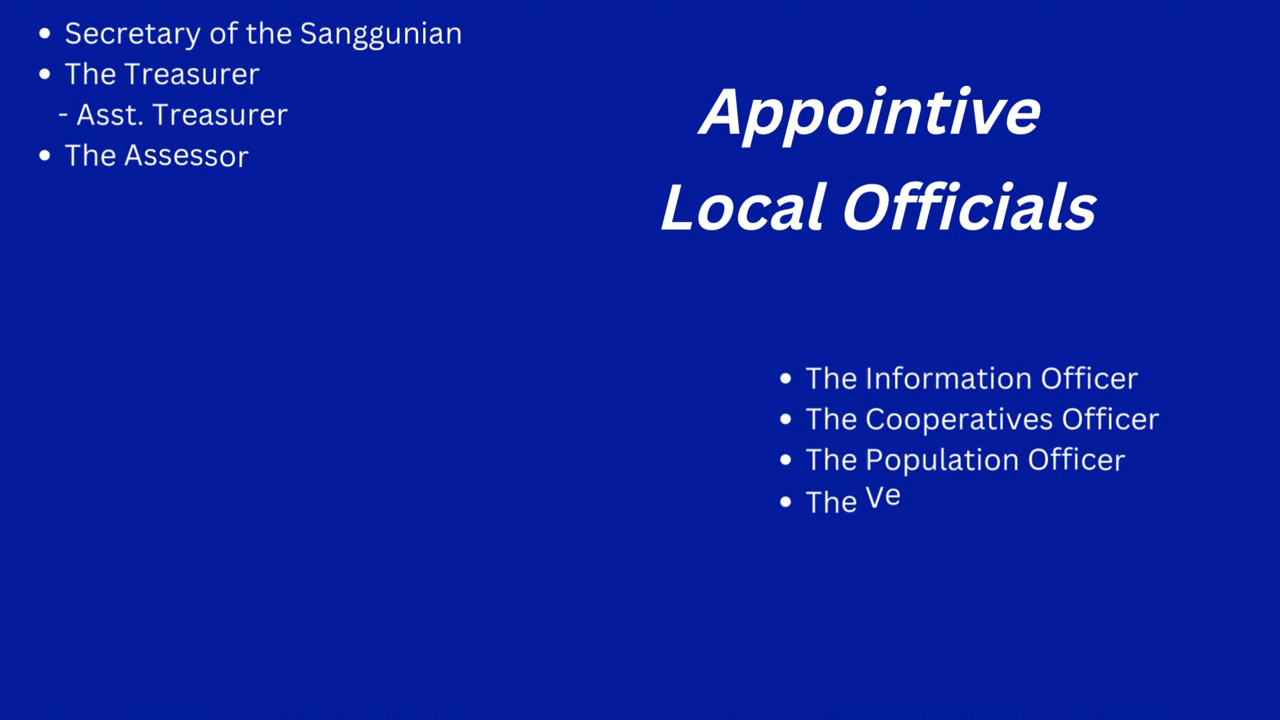 • Secretary of the Sanggunian
• The Treasurer
- Asst. Treasurer
• The Assessor
Appointive
Local Officials
• The Information Officer
• The Cooperatives Officer
• The Population Officer
• The Ve